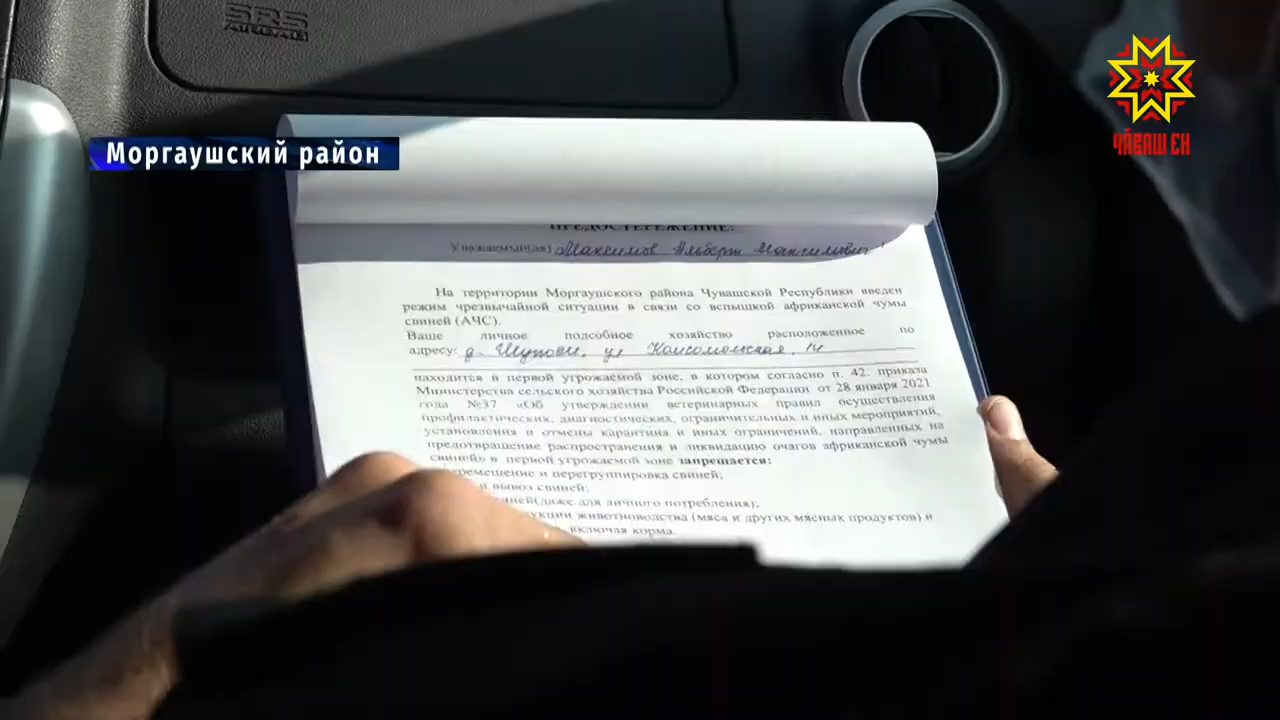 SRS
AIRBAG
ЧӐВАШ ЕН
Моргаушский район
ПРЕДОСТЕРЕЖЕНИЕ:
Уважаемый(ая) Максимов Альберт Максимович
На территории Моргаушского района Чувашской Республики введен
режим чрезвычайной ситуации в связи со вспышкой африканской чумы
свиней (АЧС).
Ваше личное подсобное хозяйство расположенное по
адресу: д. Шупоси, ул Комсомольская, 14
находится в первой угрожаемой зоне, в котором согласно п. 42. приказа
Министерства сельского хозяйства Российской Федерации от 28 января 2021
года №37 «Об утверждении ветеринарных правил осуществления
профилактических, диагностических, ограничительных и иных мероприятий,
установления и отмены карантина и иных ограничений, направленных на
предотвращение распространения и ликвидацию очагов африканской чумы
свиней» в первой угрожаемой зоне запрещается:
перемещение и перегруппировка свиней;
и вывоз свиней;
свиней(даже для личного потребления);
животноводства (мяса и других мясных продуктов) и
включая корма.